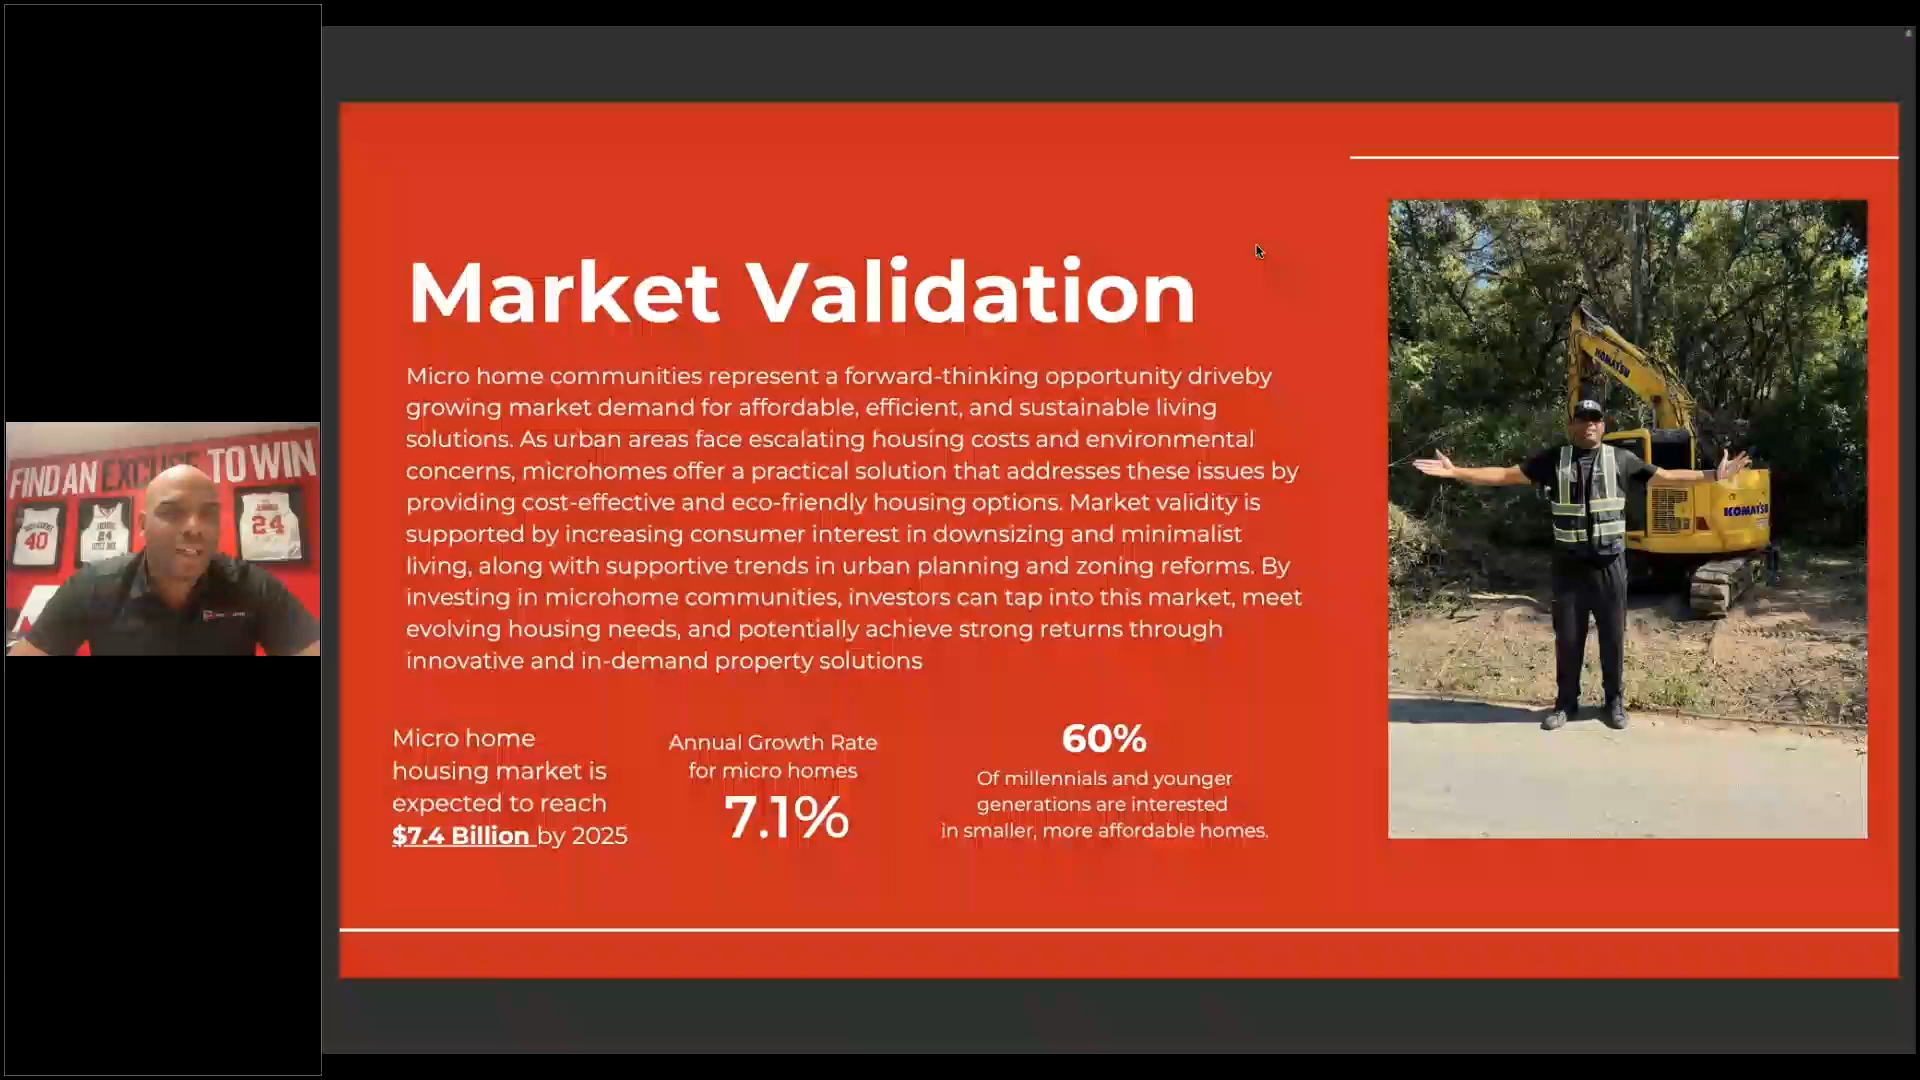 FIND AN EXCUSE TO WIN
40
24
24
Market Validation
Micro home communities represent a forward-thinking opportunity driveby
growing market demand for affordable, efficient, and sustainable living
solutions. As urban areas face escalating housing costs and environmental
concerns, microhomes offer a practical solution that addresses these issues by
providing cost-effective and eco-friendly housing options. Market validity is
supported by increasing consumer interest in downsizing and minimalist
living, along with supportive trends in urban planning and zoning reforms. By
investing in microhome communities, investors can tap into this market, meet
evolving housing needs, and potentially achieve strong returns through
innovative and in-demand property solutions
Micro home
housing market is
expected to reach
$7.4 Billion by 2025
Annual Growth Rate
for micro homes
7.1%
60%
Of millennials and younger
generations are interested
in smaller, more affordable homes.
KOMATSU
KOMATSU